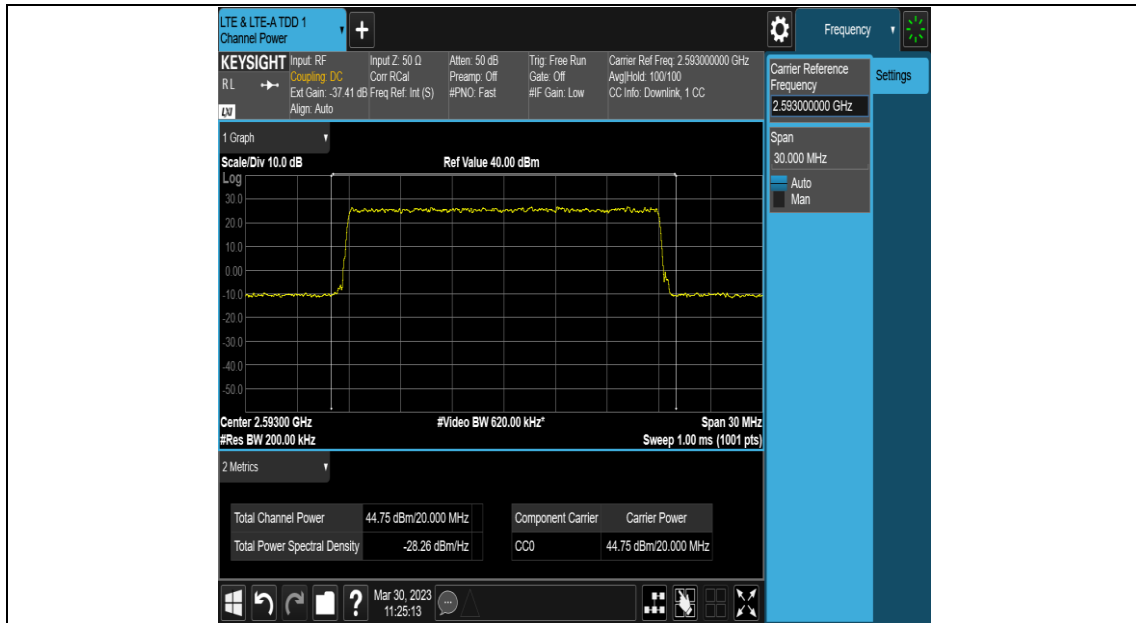 LTE & LTE-A TDD 1
Channel Power
Frequency
KEYSIGHT
RL
LXI
Input: RF
Coupling: DC
Ext Gain: -37.41 dB
Align: Auto
Input Z: 50 Ω
Corr RCal
Freq Ref: Int (S)
Atten: 50 dB
Preamp: Off
#PNO: Fast
Trig: Free Run
Gate: Off
#IF Gain: Low
Carrier Ref Freq: 2.593000000 GHz
Avg|Hold: 100/100
CC Info: Downlink, 1 CC
Carrier Reference
Frequency
2.593000000 GHz
Settings
Span
30.000 MHz
Auto
Man
1 Graph
Scale/Div 10.0 dB
Ref Value 40.00 dBm
Log
30.0
20.0
10.0
0.00
-10.0
-20.0
-30.0
-40.0
-50.0
Center 2.59300 GHz
#Video BW 620.00 kHz*
Span 30 MHz
#Res BW 200.00 kHz
Sweep 1.00 ms (1001 pts)
2 Metrics
Total Channel Power 44.75 dBm/20.000 MHz
Total Power Spectral Density -28.26 dBm/Hz
Component Carrier Carrier Power
CC0 44.75 dBm/20.000 MHz
Mar 30, 2023
11:25:13